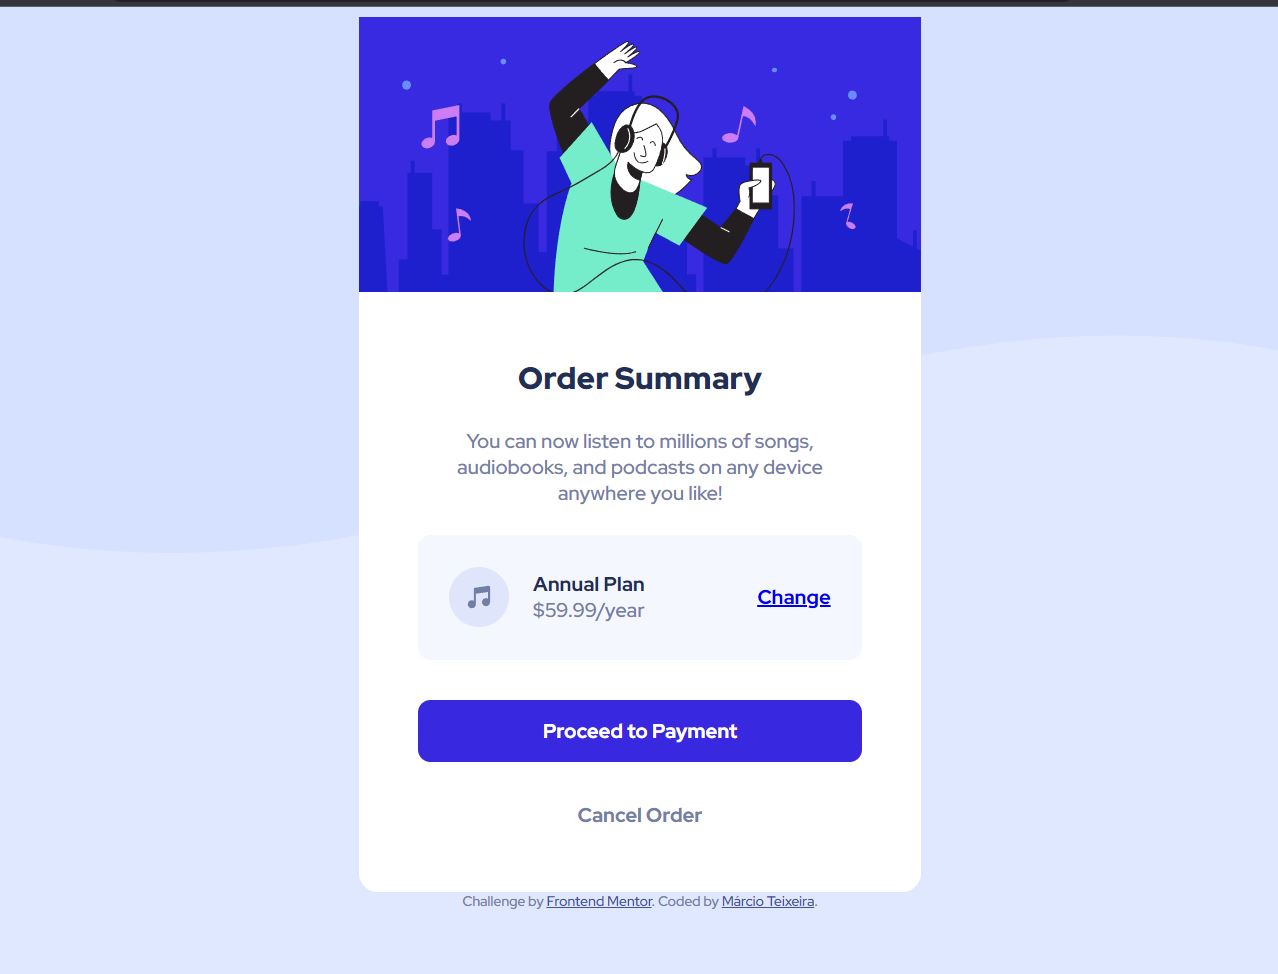 Order Summary
You can now listen to millions of songs,
audiobooks, and podcasts on any device
anywhere you like!
Annual Plan
$59.99/year
Change
Proceed to Payment
Cancel Order
Challenge by Frontend Mentor. Coded by Márcio Teixeira.